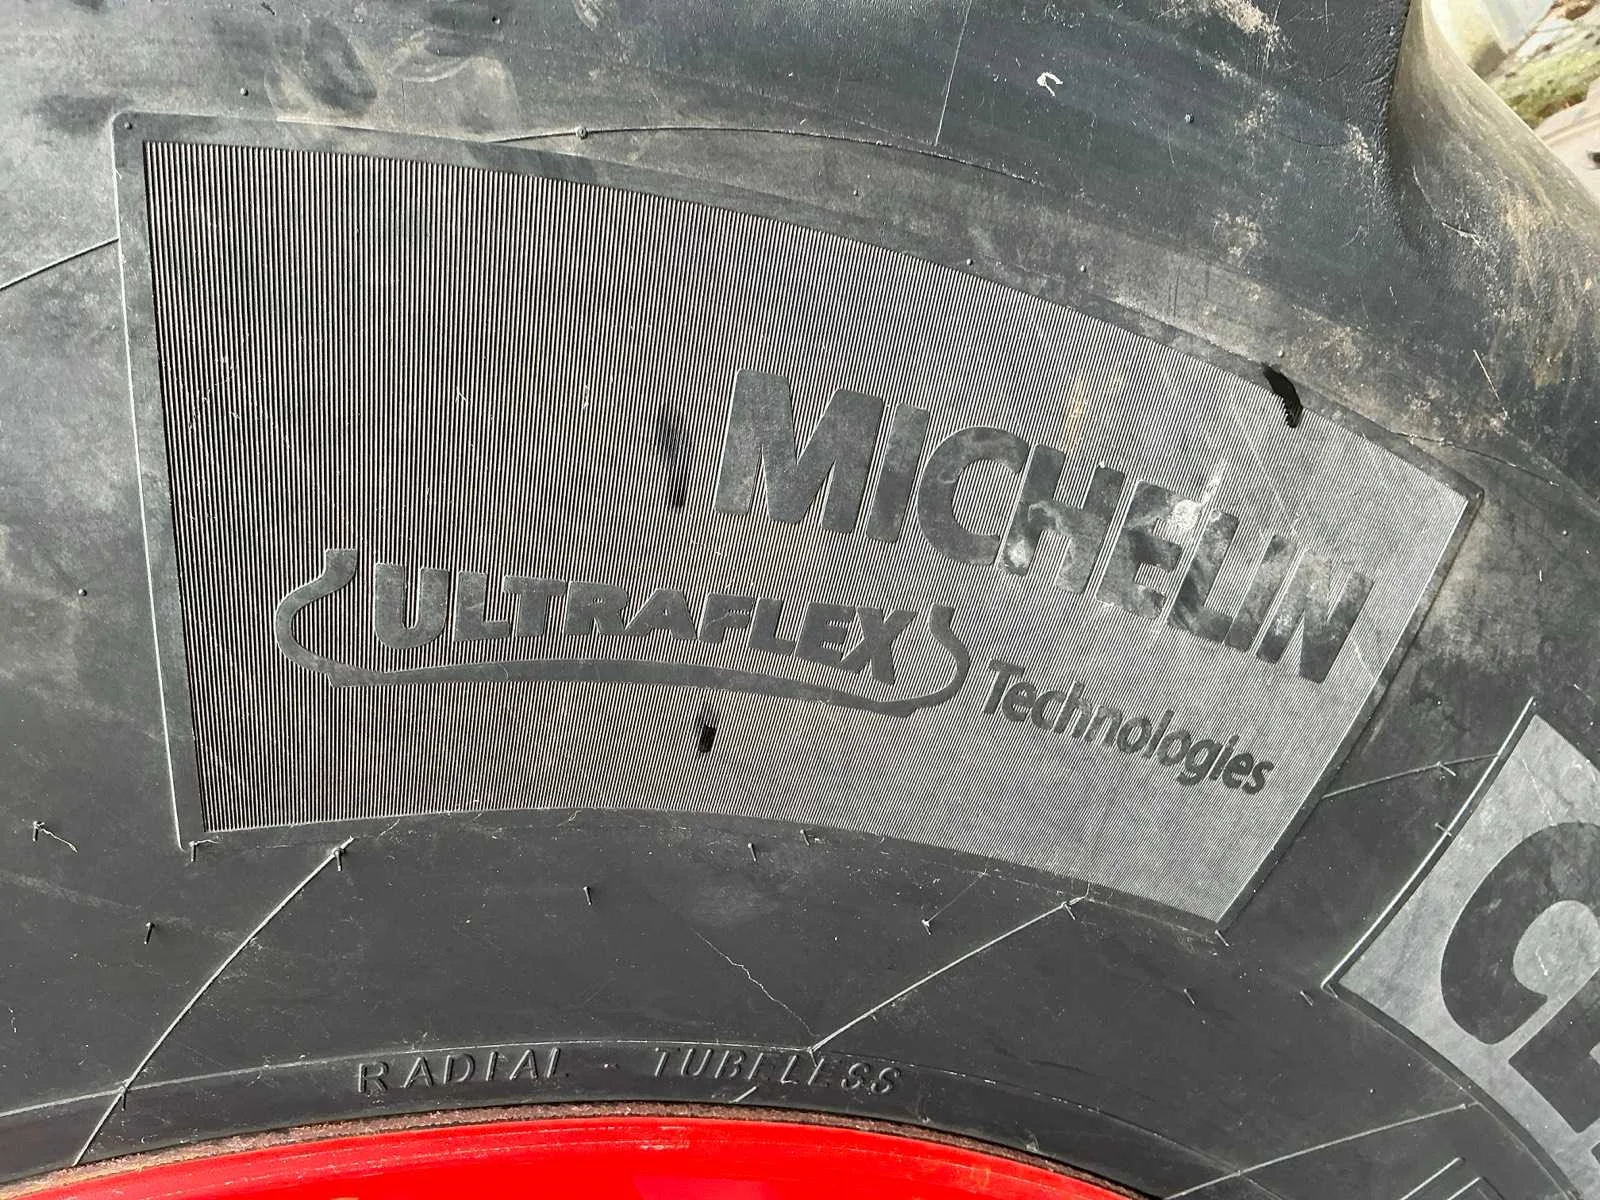 MICHELIN
ULTRAFLEX Technologies
RADIAL - TUBELESS